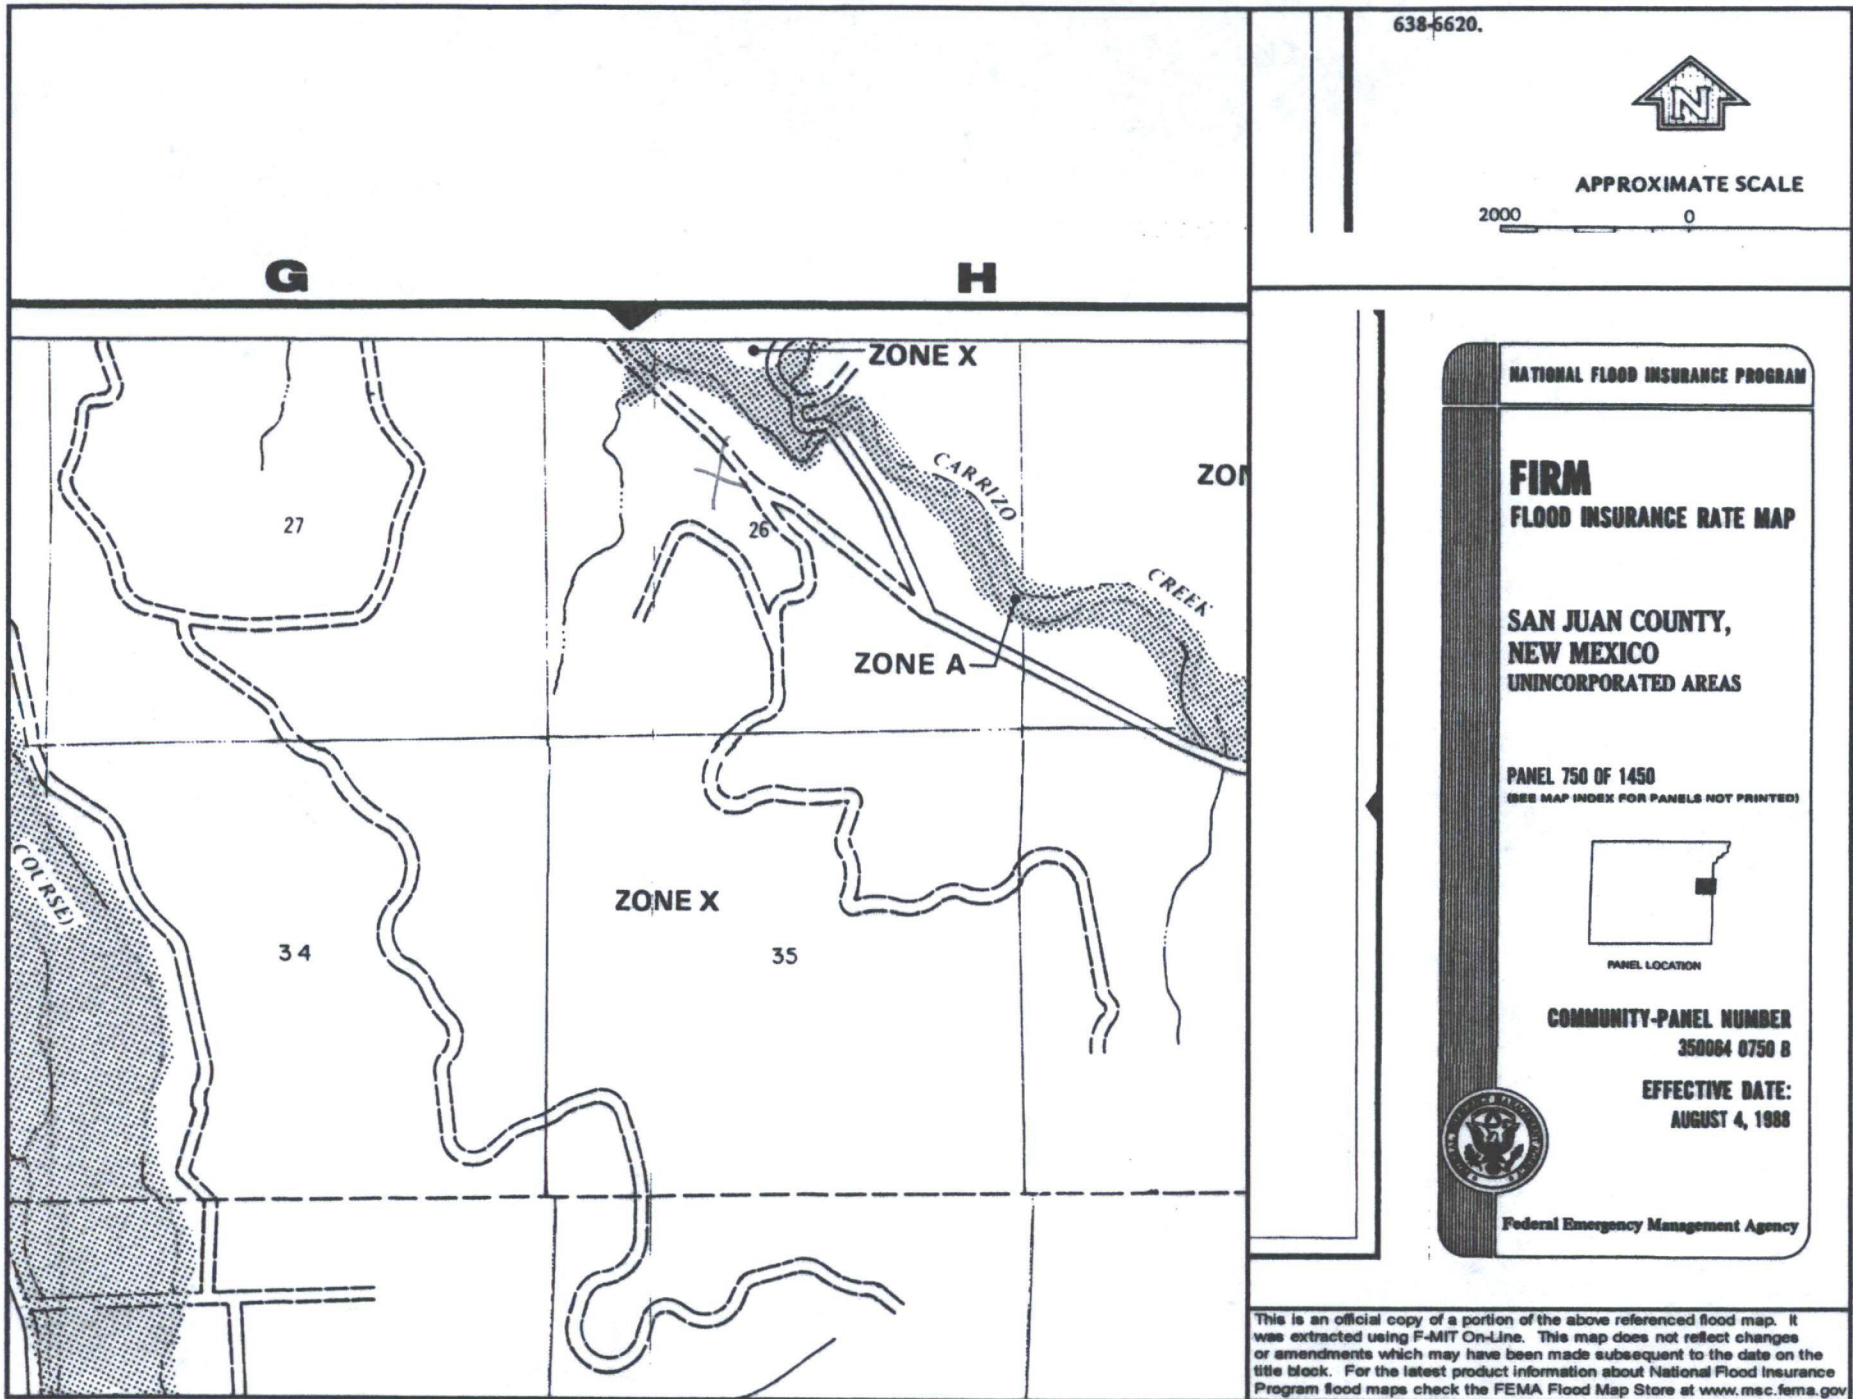 638-6620.
N
APPROXIMATE SCALE
2000 0
G H
ZONE X
CARRIZO
CREEK
27
26
ZONE A
COURSE)
ZONE X
34
35
NATIONAL FLOOD INSURANCE PROGRAM
FIRM
FLOOD INSURANCE RATE MAP
SAN JUAN COUNTY,
NEW MEXICO
UNINCORPORATED AREAS
PANEL 750 OF 1450
(SEE MAP INDEX FOR PANELS NOT PRINTED)
PANEL LOCATION
COMMUNITY-PANEL NUMBER
350064 0750 B
EFFECTIVE DATE:
AUGUST 4, 1988
Federal Emergency Management Agency
This is an official copy of a portion of the above referenced flood map. It
was extracted using F-MIT On-Line. This map does not reflect changes
or amendments which may have been made subsequent to the date on the
title block. For the latest product information about National Flood Insurance
Program flood maps check the FEMA Flood Map Store at www.msc.fema.gov